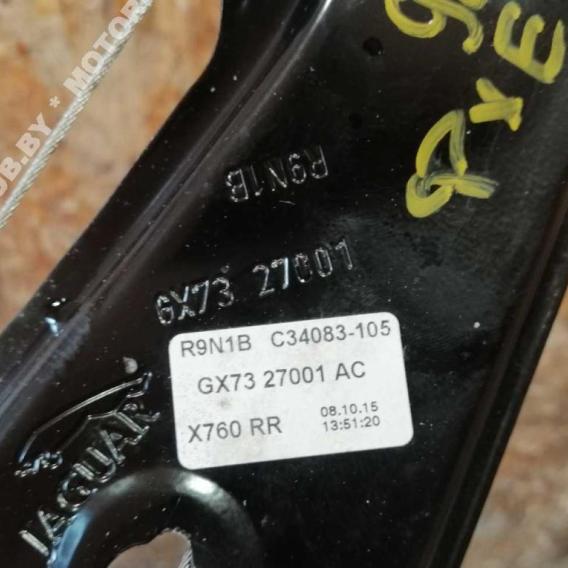 R9N1B
GX73 27001
R9N1B C34083-105
GX73 27001 AC
X760 RR
08.10.15
13:51:20
JAGUAR